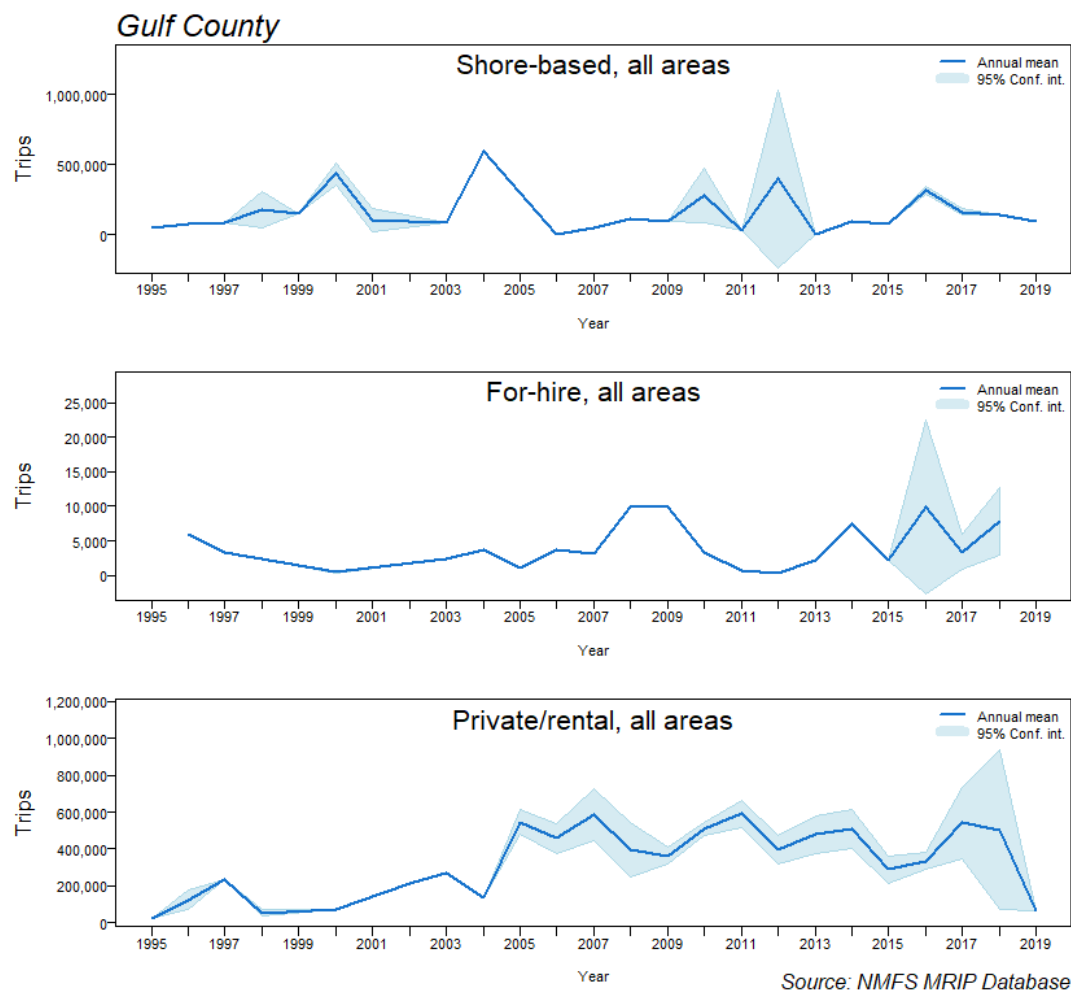 Gulf County
Shore-based, all areas
Annual mean
95% Conf. int.
Trips
1,000,000
500,000
0
1995 1997 1999 2001 2003 2005 2007 2009 2011 2013 2015 2017 2019
Year
For-hire, all areas
Annual mean
95% Conf. int.
Trips
25,000
20,000
15,000
10,000
5,000
0
1995 1997 1999 2001 2003 2005 2007 2009 2011 2013 2015 2017 2019
Year
Private/rental, all areas
Annual mean
95% Conf. int.
Trips
1,200,000
1,000,000
800,000
600,000
400,000
200,000
0
1995 1997 1999 2001 2003 2005 2007 2009 2011 2013 2015 2017 2019
Year
Source: NMFS MRIP Database